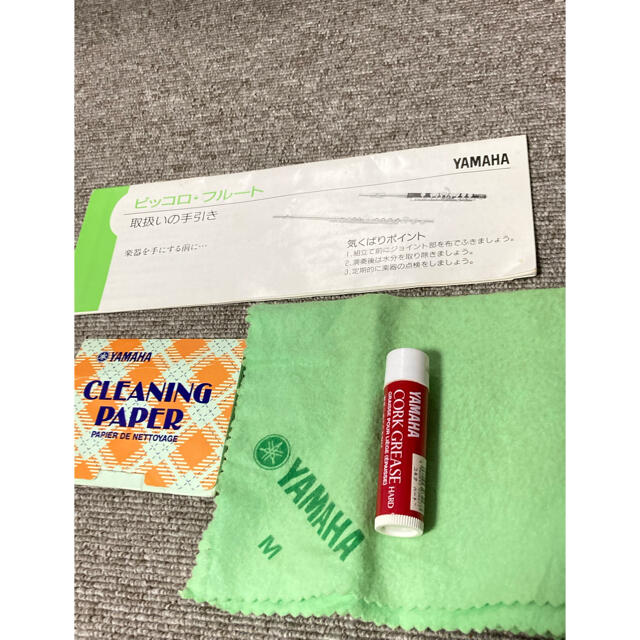 YAMAHA
ピッコロ・フルート
取扱いの手引き
楽器を手にする前に…
気くばりポイント
1.組立て前にジョイント部を布でふきましょう。
2.演奏後は水分を取り除きましょう。
3.定期的に楽器の点検をしましょう。
YAMAHA
CLEANING
PAPER
PAPIER DE NETTOYAGE
YAMAHA
M
YAMAHA
CORK GREASE HARD
GRAISSE POUR LIÈGE (ÉPAISSE)